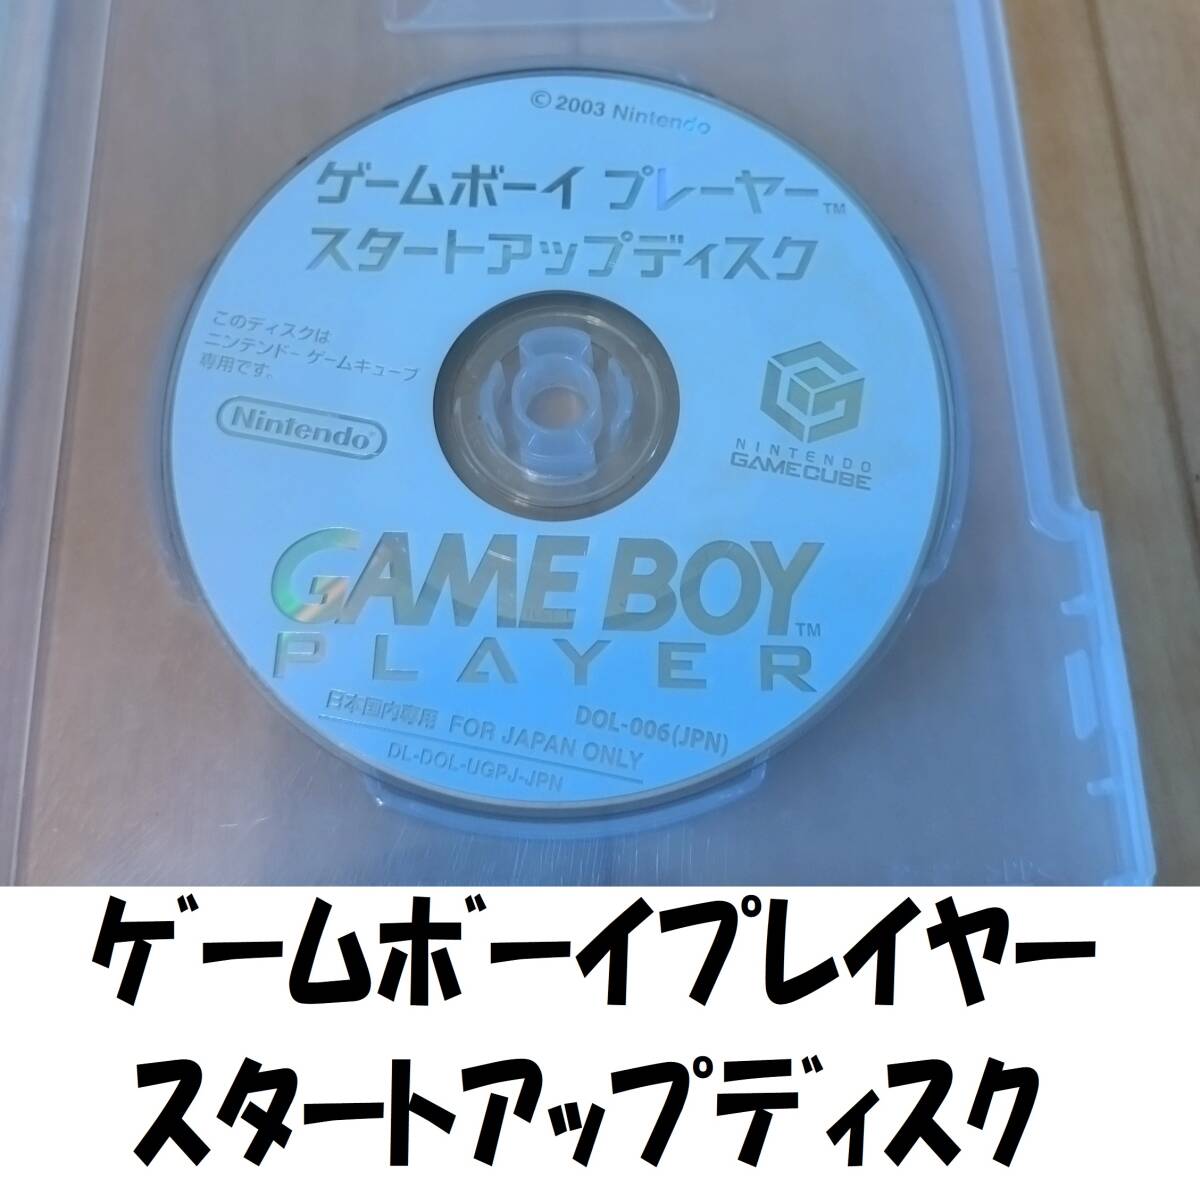 © 2003 Nintendo
ゲームボーイ プレーヤー™
スタートアップディスク
このディスクは
ニンテンドー ゲームキューブ
専用です。
Nintendo
NINTENDO
GAMECUBE
GAME BOY™
PLAYER
日本国内専用 FOR JAPAN ONLY
DOL-006(JPN)
DL-DOL-UGPJ-JPN
ゲームボーイプレイヤー
スタートアップディスク